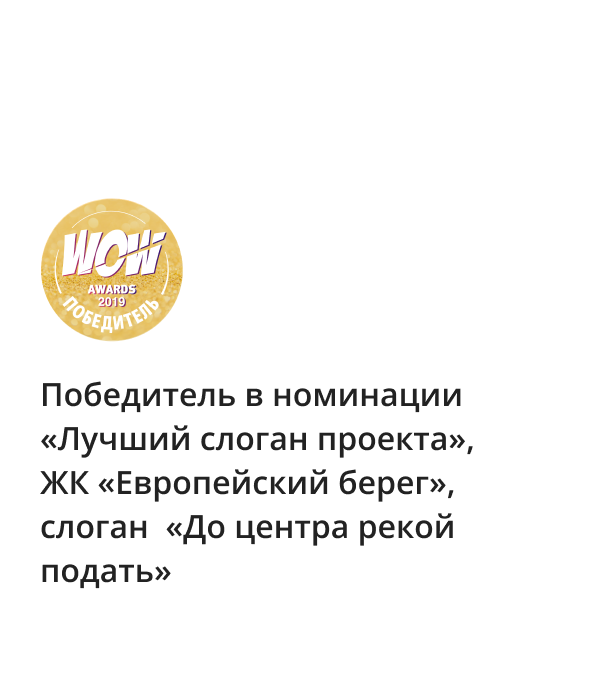 WOW
AWARDS
2019
ПОБЕДИТЕЛЬ
Победитель в номинации
«Лучший слоган проекта»,
ЖК «Европейский берег»,
слоган «До центра рекой
подать»